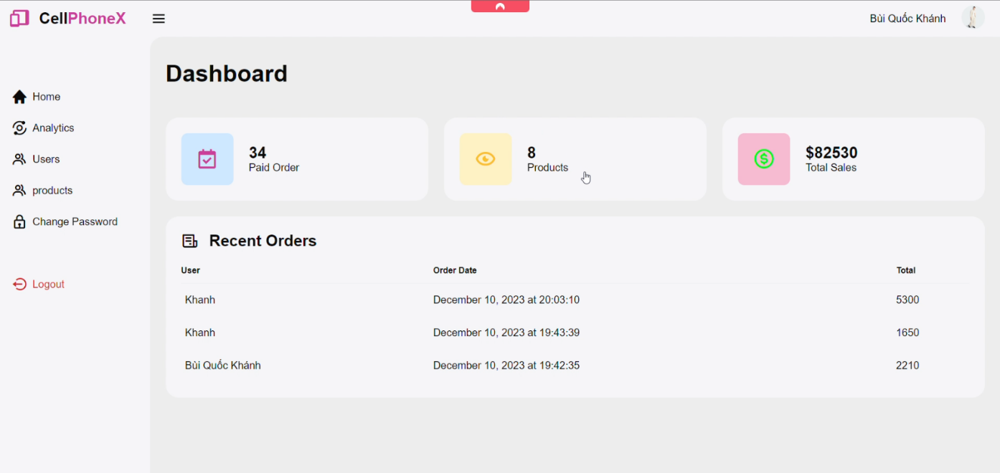 CellPhoneX
Bùi Quốc Khánh
Dashboard
Home
Analytics
Users
products
Change Password
Logout
34
Paid Order
8
Products
$82530
Total Sales
Recent Orders
User Order Date Total
Khanh December 10, 2023 at 20:03:10 5300
Khanh December 10, 2023 at 19:43:39 1650
Bùi Quốc Khánh December 10, 2023 at 19:42:35 2210